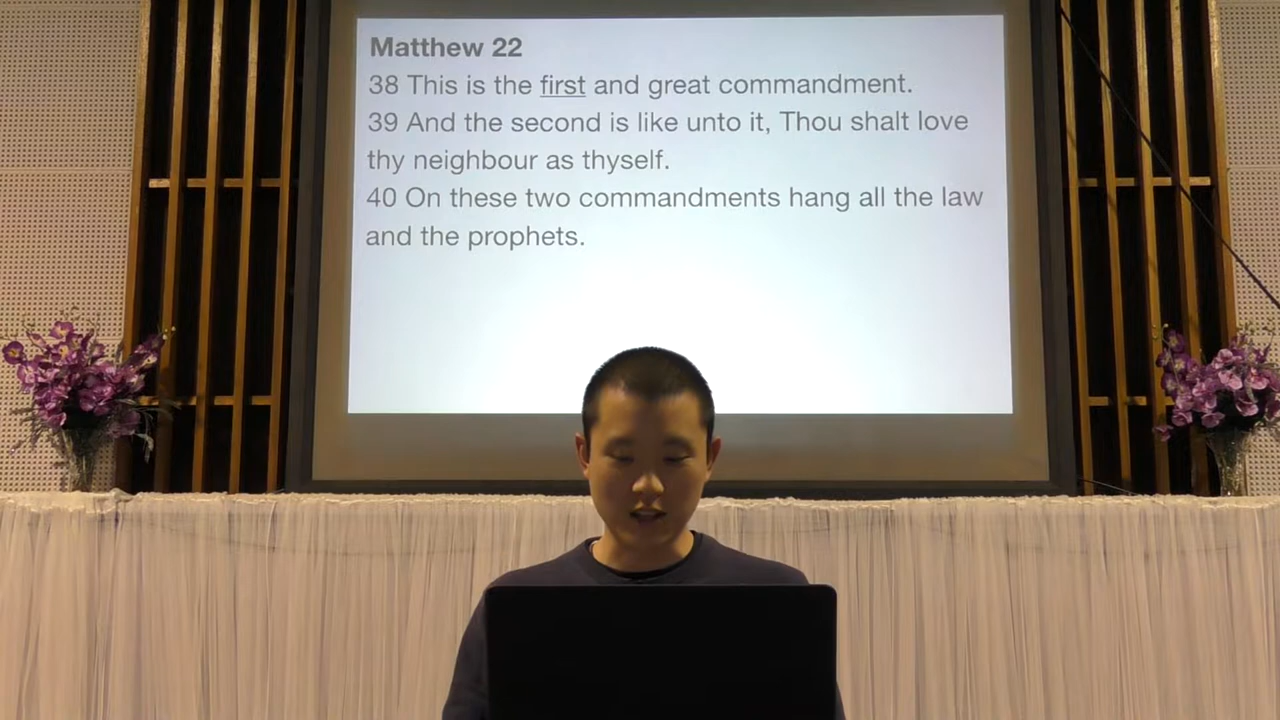 Matthew 22
38 This is the first and great commandment.
39 And the second is like unto it, Thou shalt love
thy neighbour as thyself.
40 On these two commandments hang all the law
and the prophets.